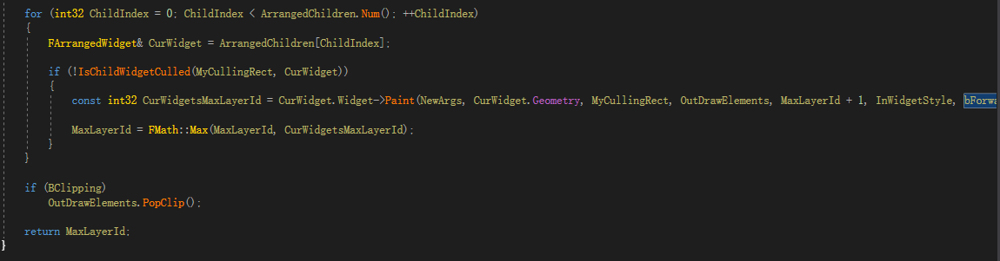 for (int32 ChildIndex = 0; ChildIndex < ArrangedChildren.Num(); ++ChildIndex)
{
FArrangedWidget& CurWidget = ArrangedChildren[ChildIndex];
if (!IsChildWidgetCulled(MyCullingRect, CurWidget))
{
const int32 CurWidgetsMaxLayerId = CurWidget.Widget->Paint(NewArgs, CurWidget.Geometry, MyCullingRect, OutDrawElements, MaxLayerId + 1, InWidgetStyle, bForwa
MaxLayerId = FMath::Max(MaxLayerId, CurWidgetsMaxLayerId);
}
}
if (BClipping)
OutDrawElements.PopClip();
return MaxLayerId;
}